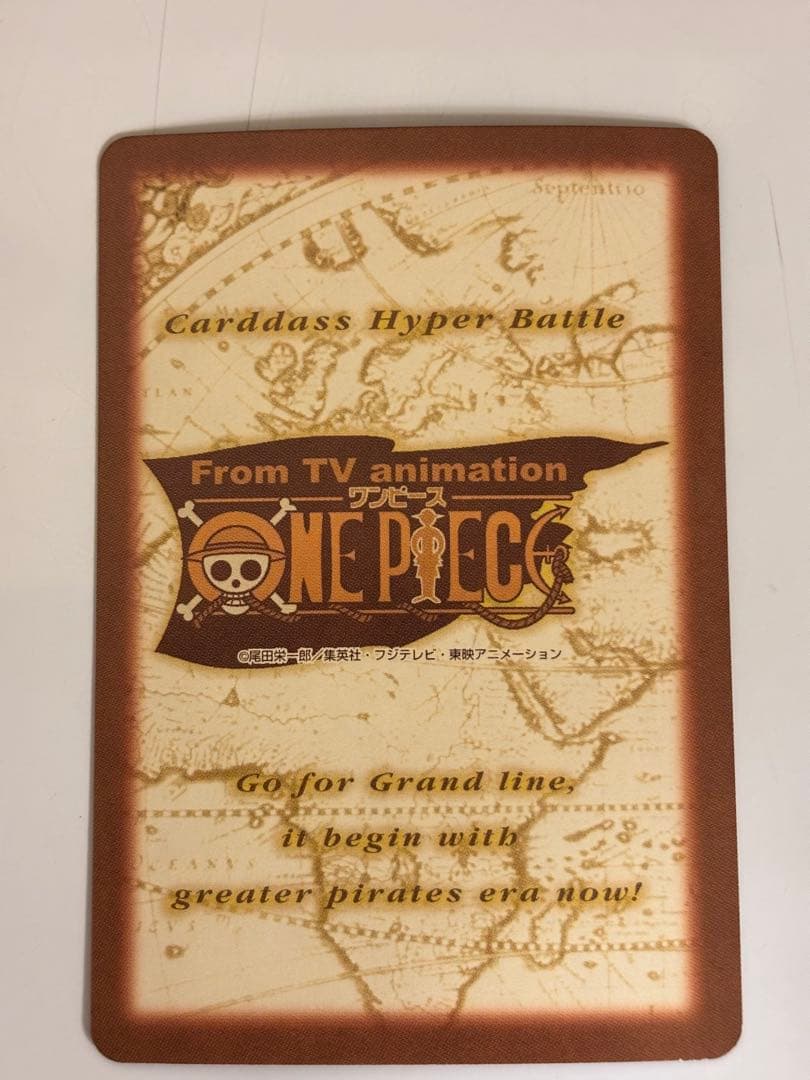 Septentrio
Carddass Hyper Battle
From TV animation
ワンピース
ONE PIECE
©尾田栄一郎／集英社・フジテレビ・東映アニメーション
Go for Grand line,
it begin with
greater pirates era now!